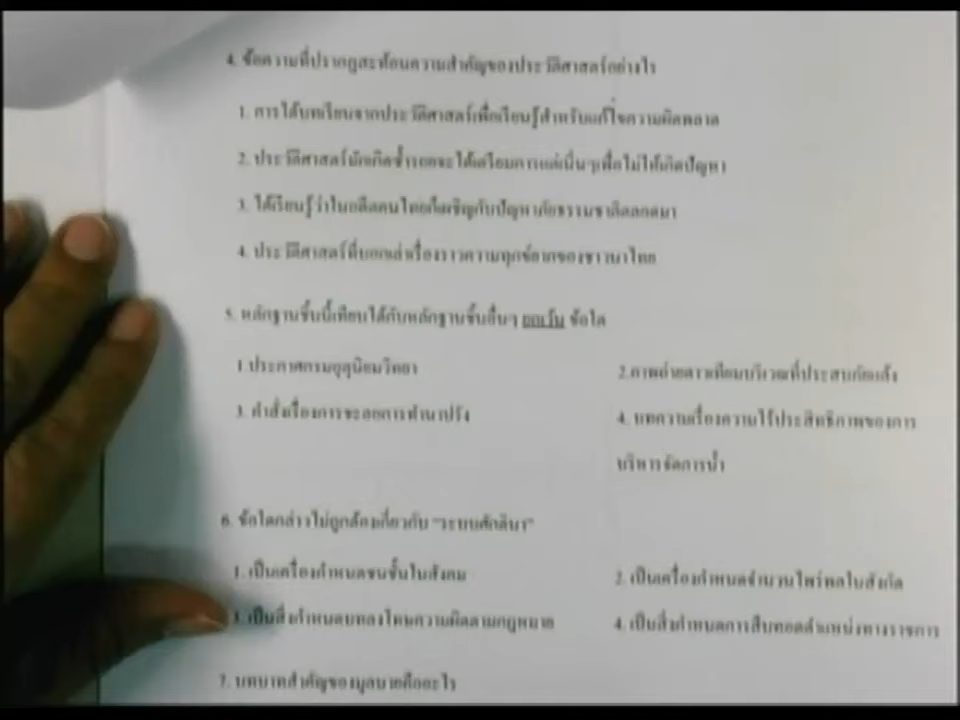 4. ข้อความที่ปรากฏสะท้อนความสำคัญของประวัติศาสตร์อย่างไร
1. การได้บทเรียนจากประวัติศาสตร์เพื่อเรียนรู้สำหรับแก้ไขความผิดพลาด
2. ประวัติศาสตร์มักเกิดซ้ำรอยจะได้เตรียมการแต่เนิ่นๆเพื่อไม่ให้เกิดปัญหา
3. ได้เรียนรู้ว่าในอดีตคนไทยก็เผชิญกับปัญหาภัยธรรมชาติตลอดมา
4. ประวัติศาสตร์ที่บอกเล่าเรื่องราวความทุกข์ยากของชาวนาไทย
5. หลักฐานชิ้นนี้เทียบได้กับหลักฐานชิ้นอื่นๆ ยกเว้น ข้อใด
1.ประกาศกรมอุตุนิยมวิทยา
2.ภาพถ่ายดาวเทียมบริเวณที่ประสบภัยแล้ง
3. คำสั่งเรื่องการชะลอการทำนาปรัง
4. บทความเรื่องความไร้ประสิทธิภาพของการ
บริหารจัดการน้ำ
6. ข้อใดกล่าวไม่ถูกต้องเกี่ยวกับ "ระบบศักดินา"
1. เป็นเครื่องกำหนดชนชั้นในสังคม
2. เป็นเครื่องกำหนดจำนวนไพร่พลในสังกัด
3. เป็นสิ่งกำหนดบทลงโทษความผิดตามกฎหมาย
4. เป็นสิ่งกำหนดการสืบทอดตำแหน่งทางราชการ
7. บทบาทสำคัญของมูลนายคืออะไร